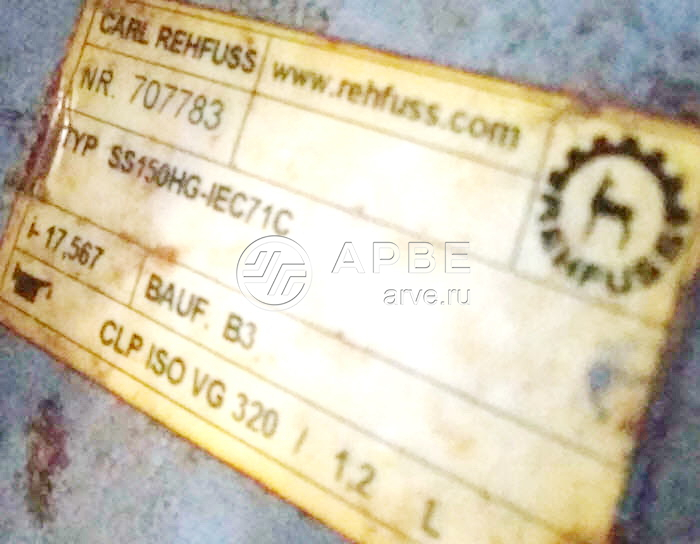 CARL REHFUSS
www.rehfuss.com
NR. 707783
TYP SS150HG-IEC71C
REHFUSS
i- 17,567
BAUF. B3
CLP ISO VG 320 / 1,2 L
АРВЕ
arve.ru